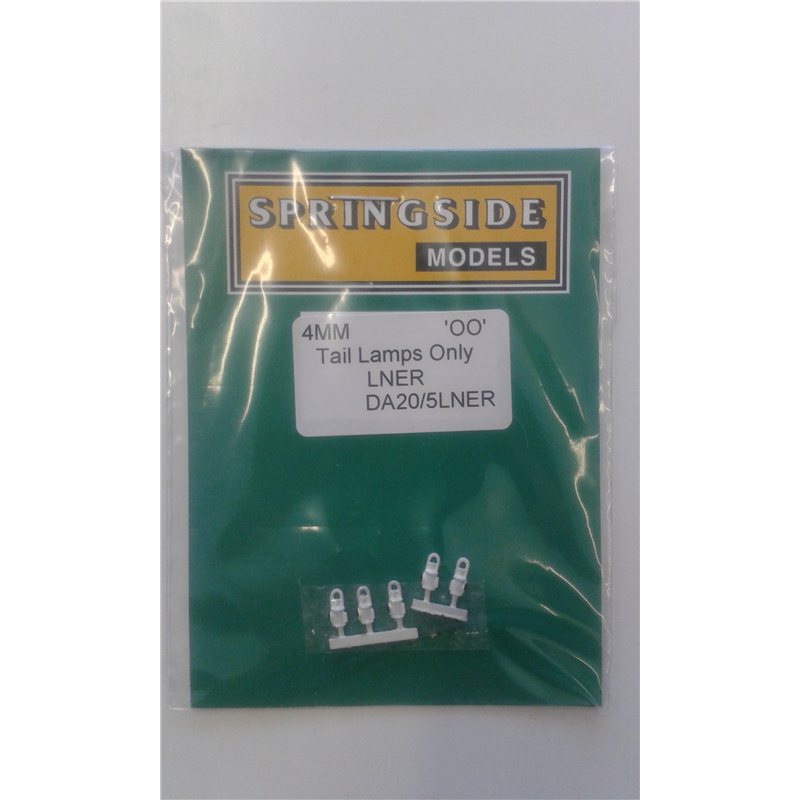 SPRINGSIDE
MODELS
4MM 'OO'
Tail Lamps Only
LNER
DA20/5LNER